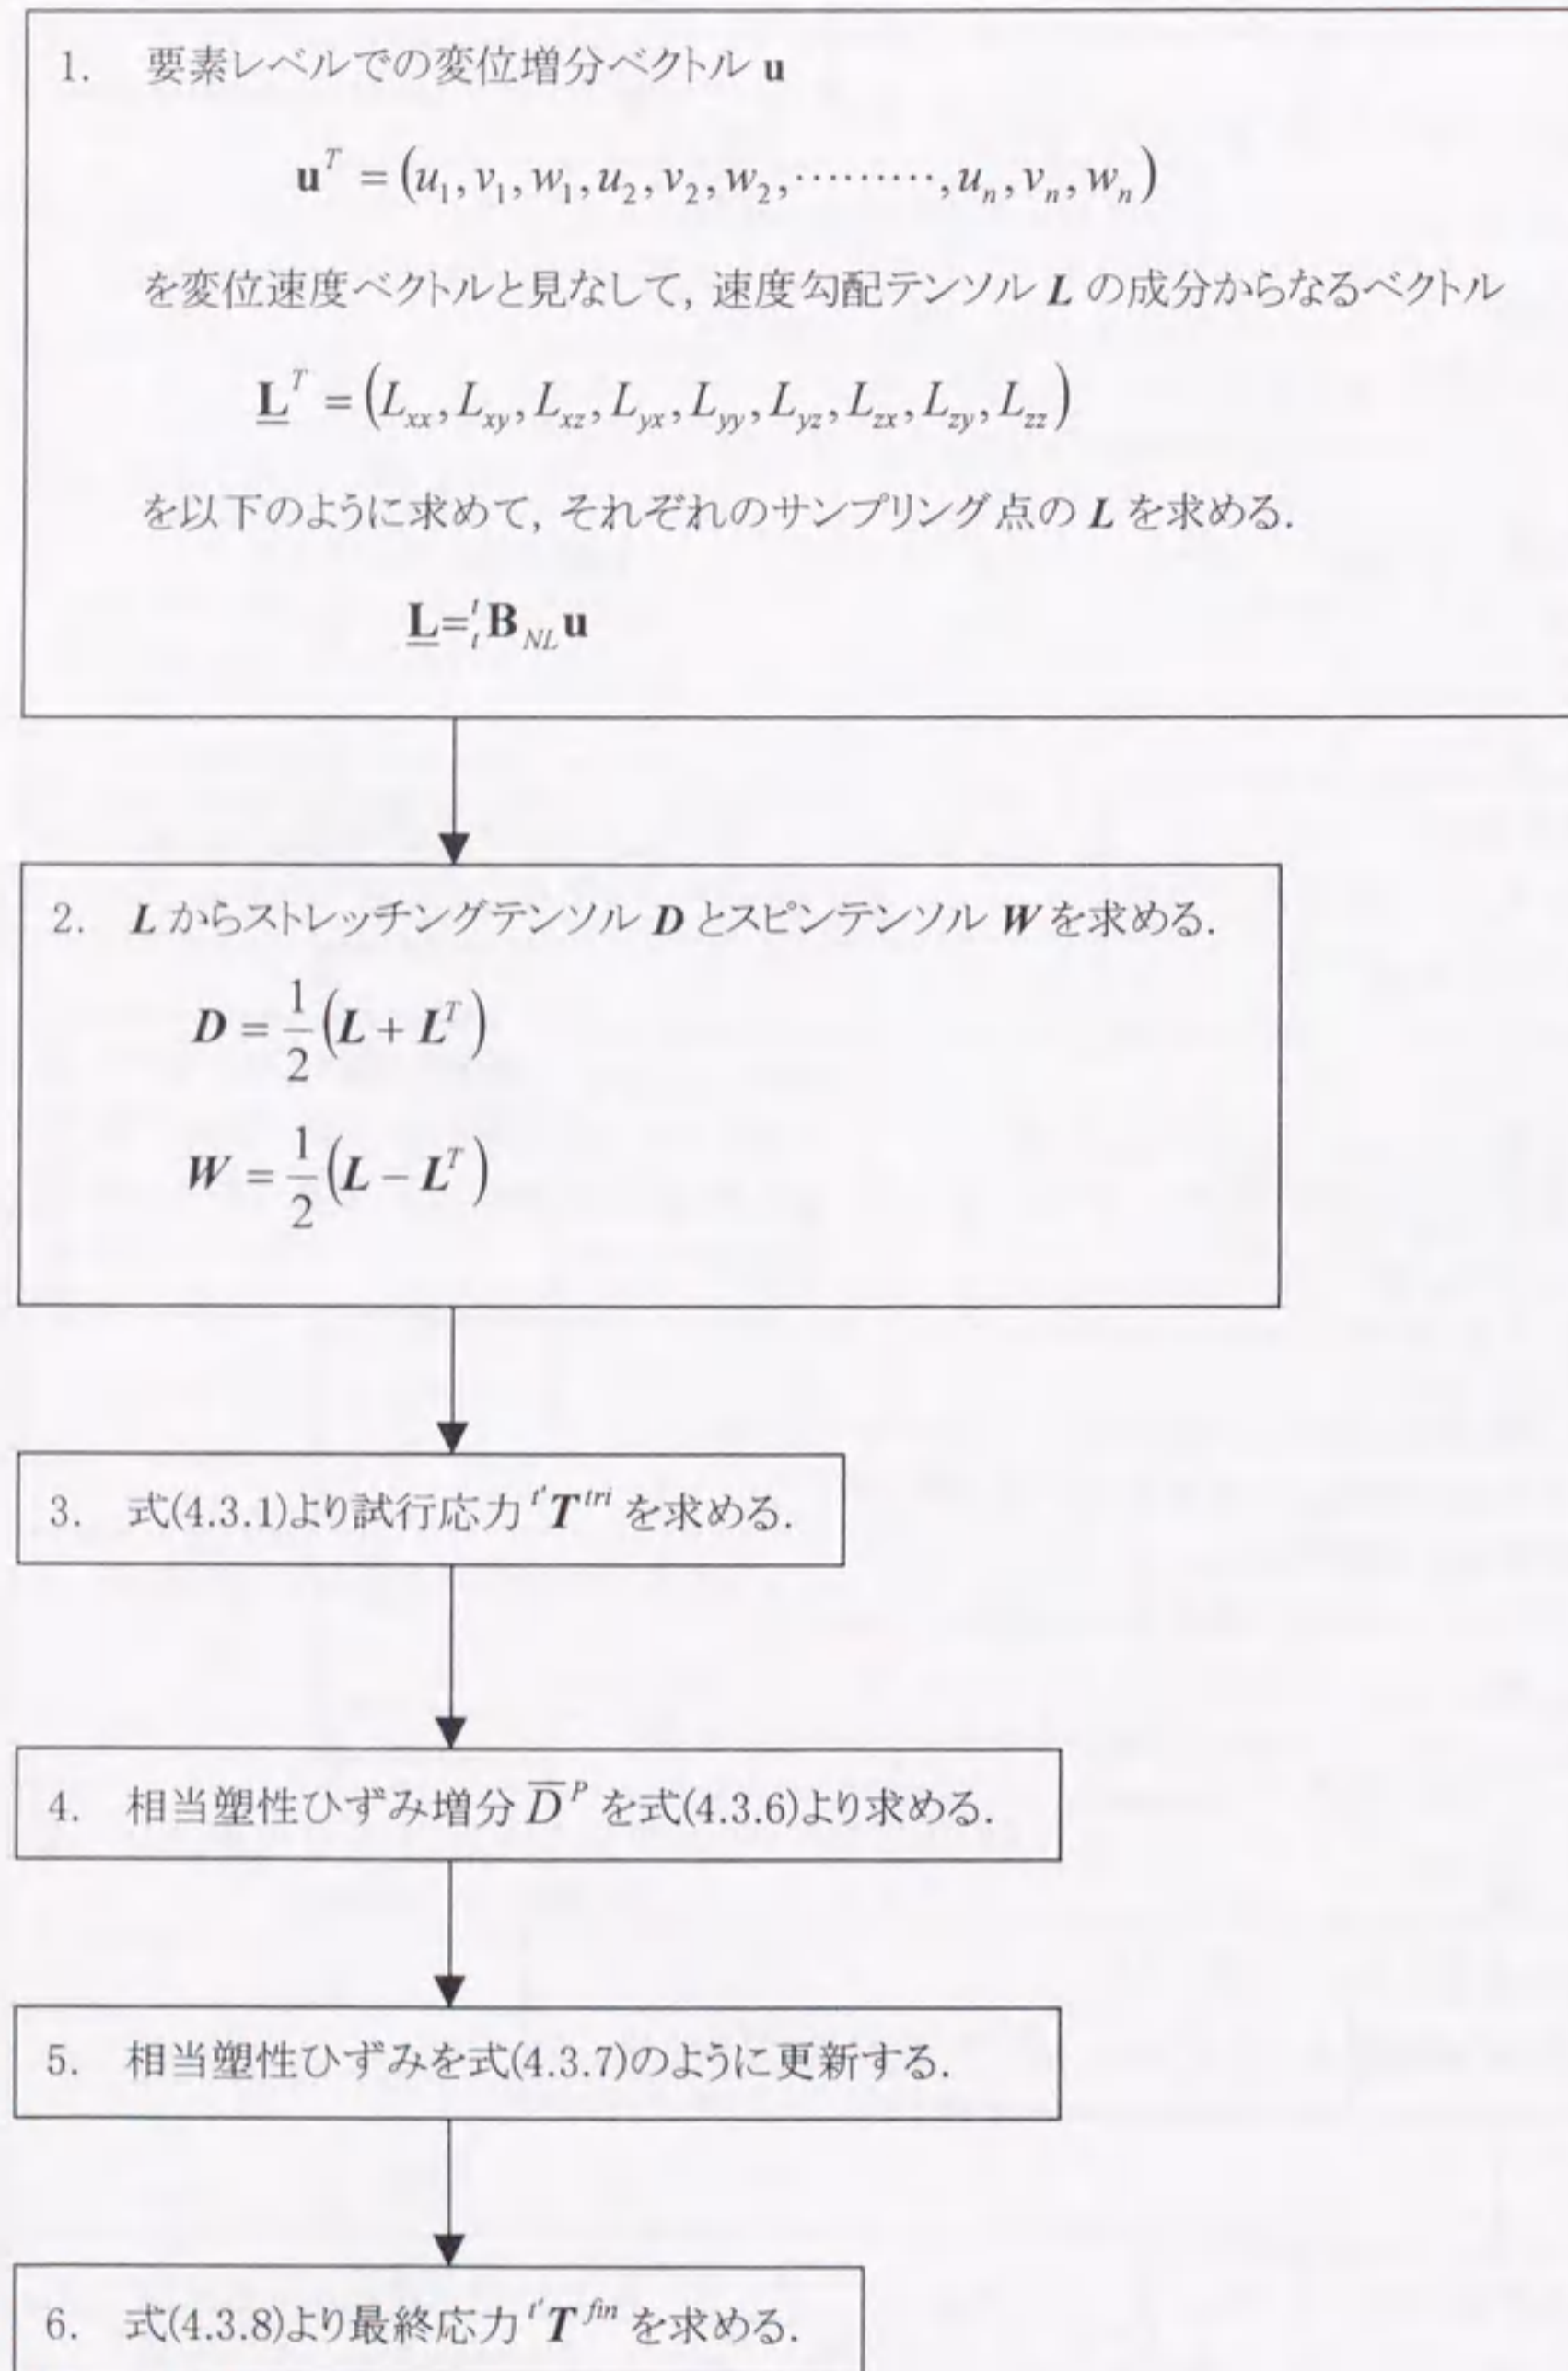 1. 要素レベルでの変位増分ベクトル u
u^T = (u_1, v_1, w_1, u_2, v_2, w_2, ·········, u_n, v_n, w_n)
を変位速度ベクトルと見なして, 速度勾配テンソル L の成分からなるベクトル
L^T = (L_xx, L_xy, L_xz, L_yx, L_yy, L_yz, L_zx, L_zy, L_zz)
を以下のように求めて, それぞれのサンプリング点の L を求める.
L=^t_t B_NL u
2. L からストレッチングテンソル D とスピンテンソル W を求める.
D = 1/2 (L + L^T)
W = 1/2 (L − L^T)
3. 式(4.3.1)より試行応力 ^t' T^tri を求める.
4. 相当塑性ひずみ増分 D̅^P を式(4.3.6)より求める.
5. 相当塑性ひずみを式(4.3.7)のように更新する.
6. 式(4.3.8)より最終応力 ^t' T^fin を求める.